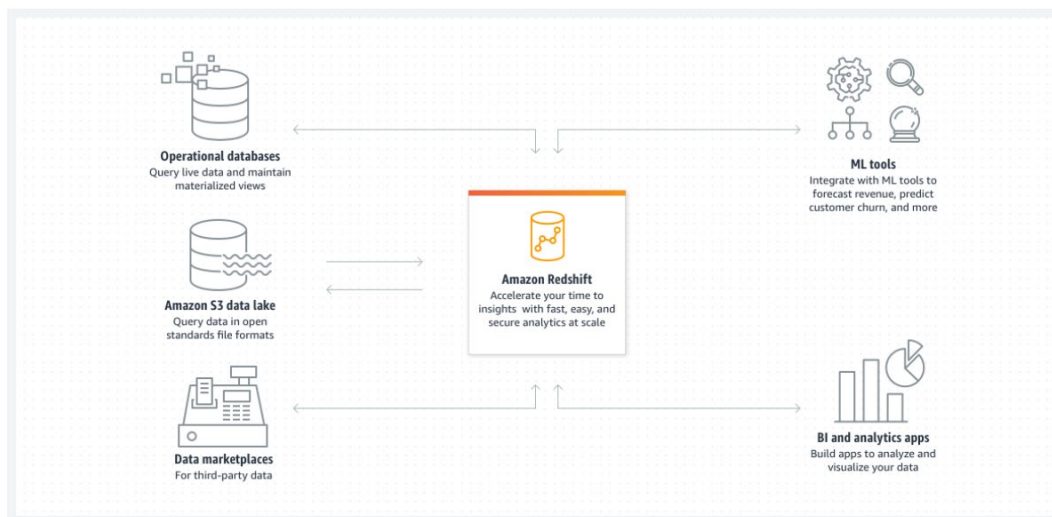 Operational databases
Query live data and maintain
materialized views
ML tools
Integrate with ML tools to
forecast revenue, predict
customer churn, and more
Amazon S3 data lake
Query data in open
standards file formats
Amazon Redshift
Accelerate your time to
insights with fast, easy, and
secure analytics at scale
Data marketplaces
For third-party data
BI and analytics apps
Build apps to analyze and
visualize your data